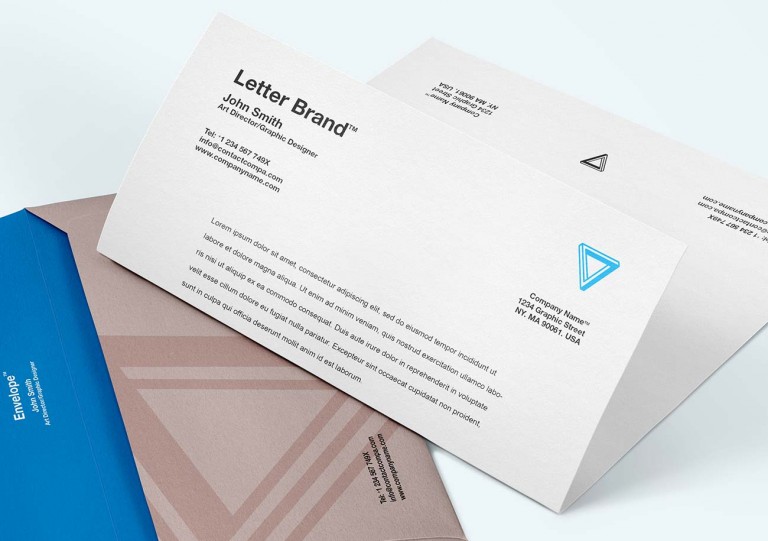 Letter Brand™
John Smith
Art Director/Graphic Designer
Tel: +1 234 567 749X
info@contactcompa.com
www.companyname.com
Lorem ipsum dolor sit amet, consectetur adipiscing elit, sed do eiusmod tempor incididunt ut
labore et dolore magna aliqua. Ut enim ad minim veniam, quis nostrud exercitation ullamco labo-
ris nisi ut aliquip ex ea commodo consequat. Duis aute irure dolor in reprehenderit in voluptate
velit esse cillum dolore eu fugiat nulla pariatur. Excepteur sint occaecat cupidatat non proident,
sunt in culpa qui officia deserunt mollit anim id est laborum.
Company Name™
1234 Graphic Street
NY. MA 90061. USA
Company Name™
1234 Graphic Street
NY. MA 90061. USA
Tel: +1 234 567 749X
@contactcompa.com
companyname.com
Envelope™
John Smith
Art Director/Graphic Designer
Tel: +1 234 567 749X
info@contactcompa.com
www.companyname.com